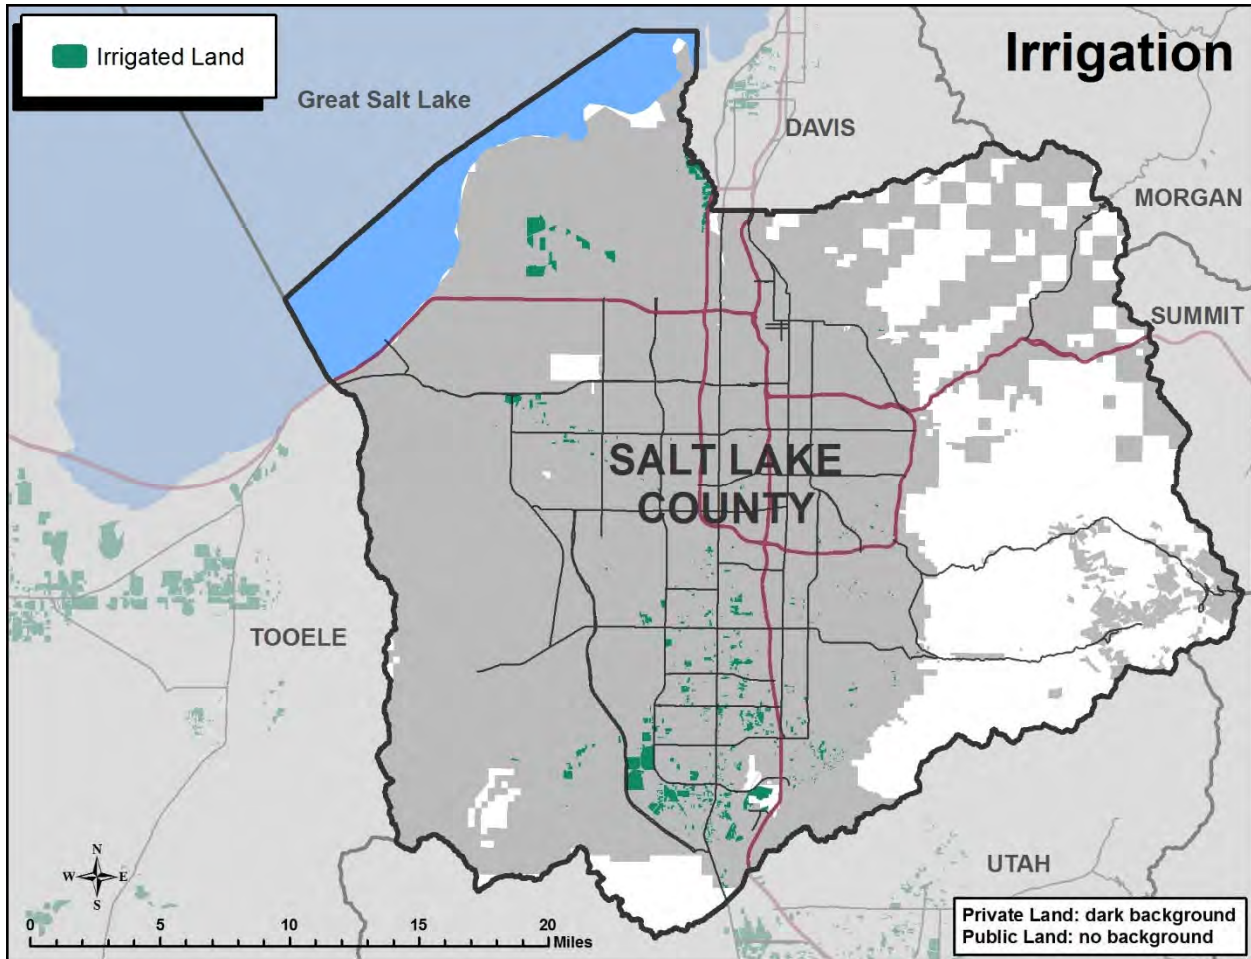 Irrigated Land
Irrigation
Great Salt Lake
DAVIS
MORGAN
SUMMIT
SALT LAKE
COUNTY
TOOELE
UTAH
N
W E
S
0 5 10 15 20
Miles
Private Land: dark background
Public Land: no background